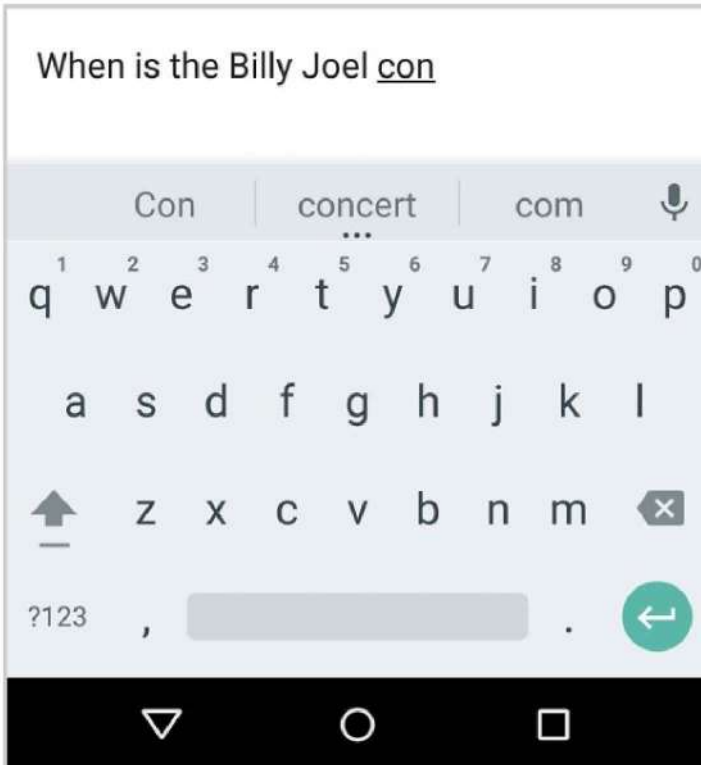 When is the Billy Joel con
Con concert com
1 2 3 4 5 6 7 8 9 0
q w e r t y u i o p
a s d f g h j k l
z x c v b n m
?123 , .